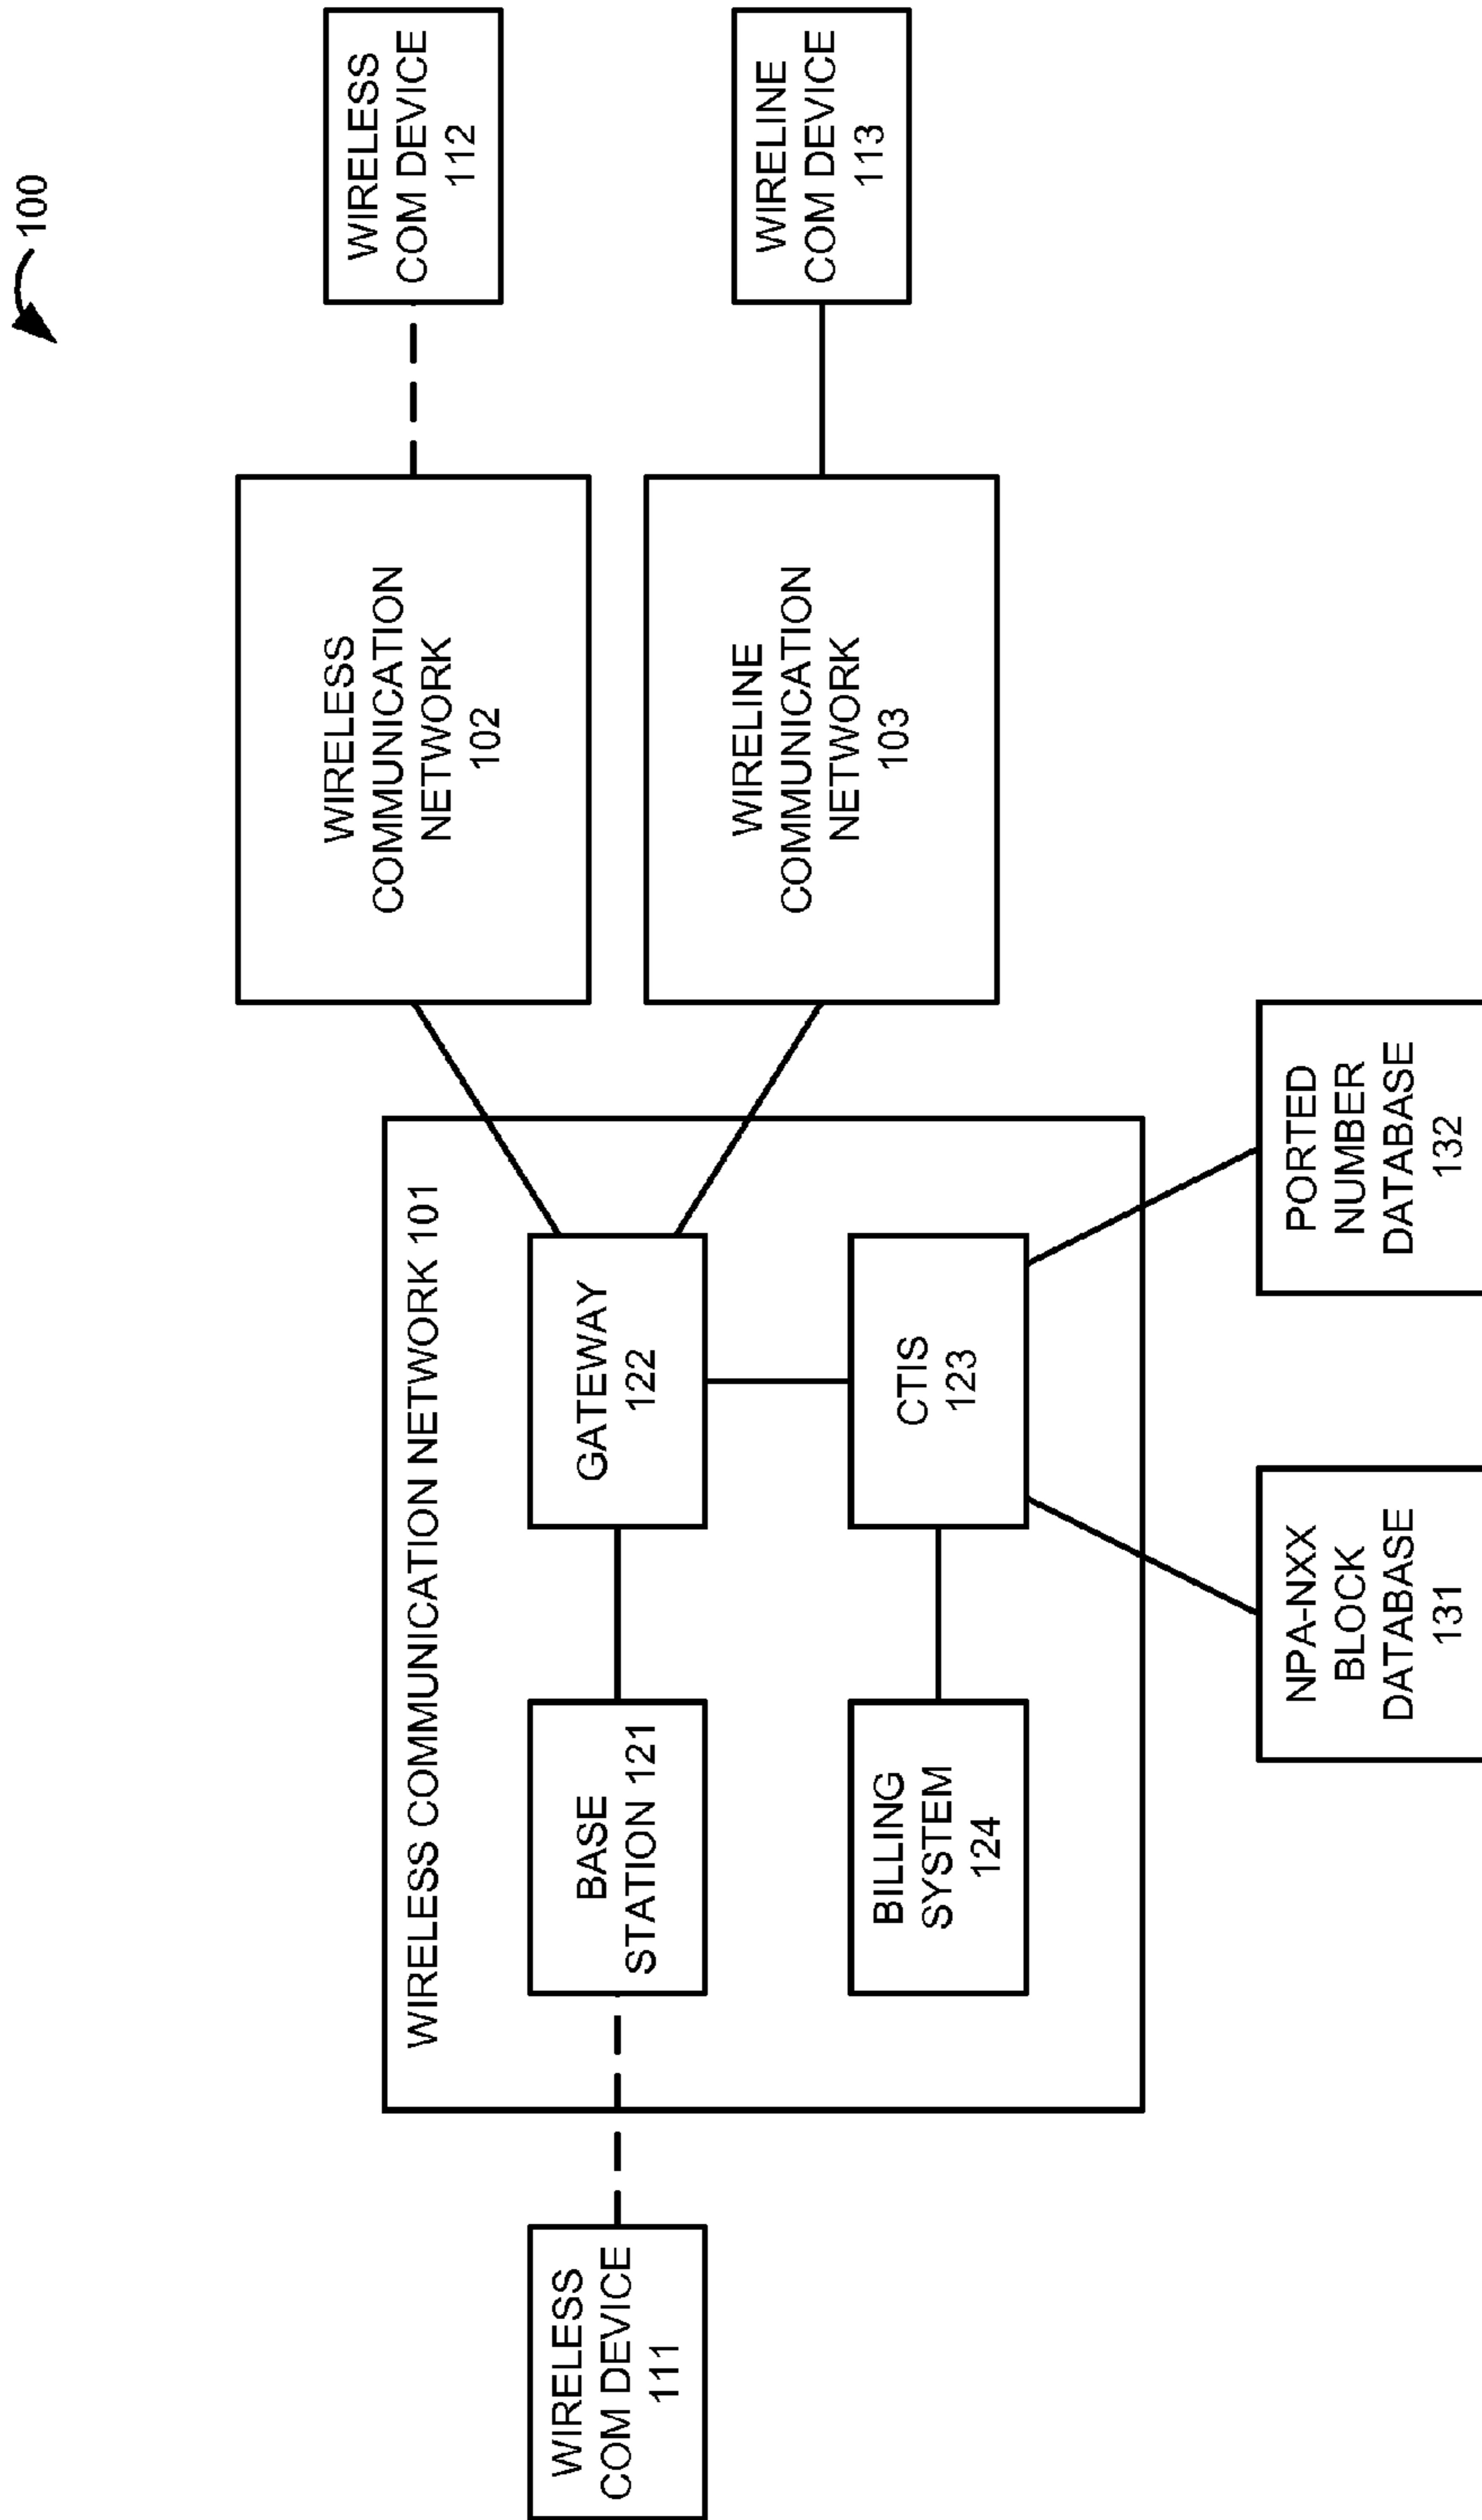 100
WIRELESS
COM DEVICE
111
WIRELESS COMMUNICATION NETWORK 101
BASE
STATION 121
GATEWAY
122
BILLING
SYSTEM
124
CTIS
123
NPA-NXX
BLOCK
DATABASE
131
PORTED
NUMBER
DATABASE
132
WIRELESS
COMMUNICATION
NETWORK
102
WIRELINE
COMMUNICATION
NETWORK
103
WIRELESS
COM DEVICE
112
WIRELINE
COM DEVICE
113